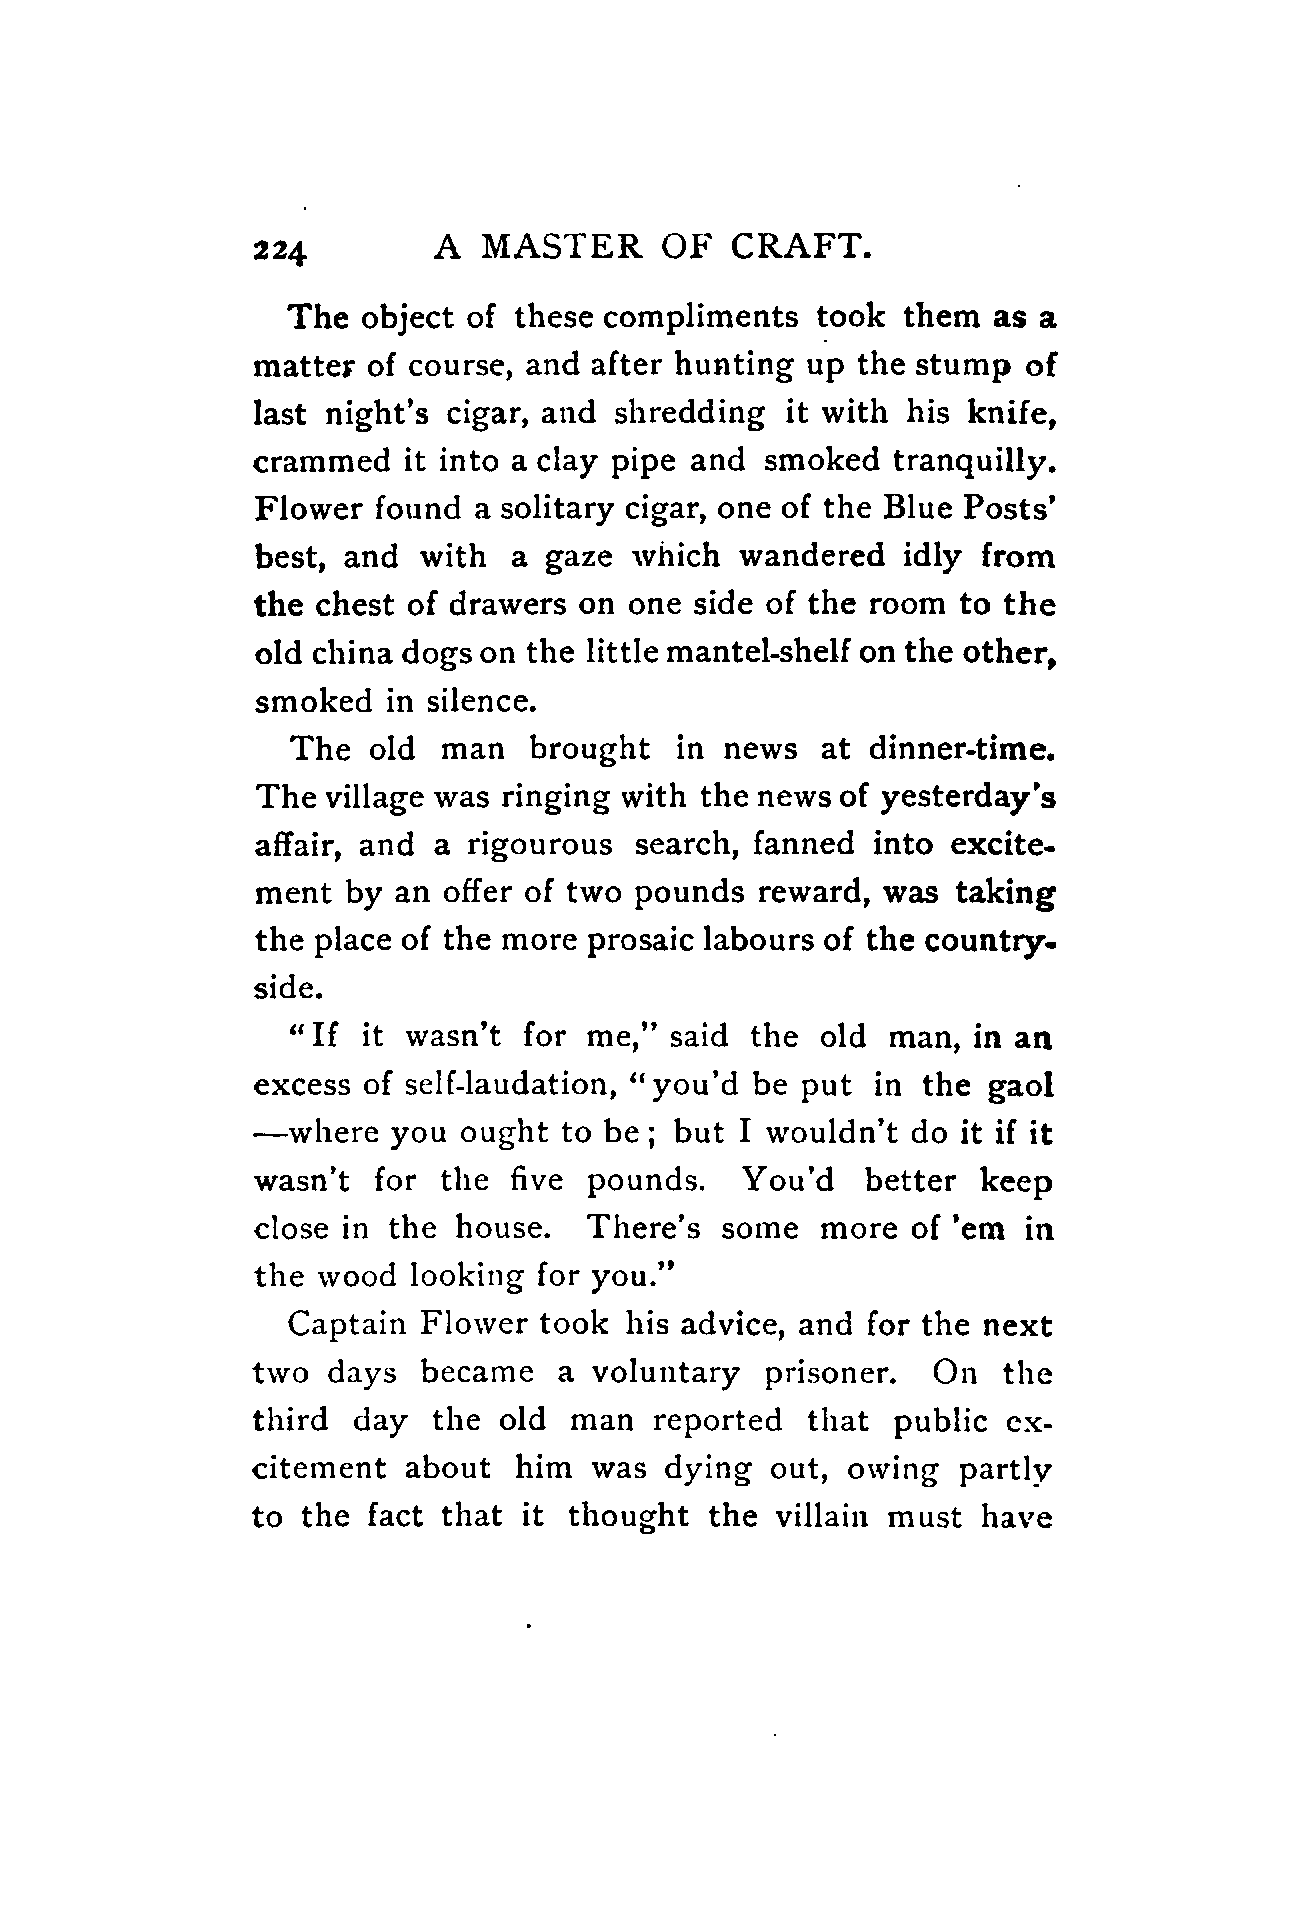 224 A MASTER OF CRAFT.
The object of these compliments took them as a
matter of course, and after hunting up the stump of
last night's cigar, and shredding it with his knife,
crammed it into a clay pipe and smoked tranquilly.
Flower found a solitary cigar, one of the Blue Posts'
best, and with a gaze which wandered idly from
the chest of drawers on one side of the room to the
old china dogs on the little mantel-shelf on the other,
smoked in silence.
The old man brought in news at dinner-time.
The village was ringing with the news of yesterday's
affair, and a rigourous search, fanned into excite-
ment by an offer of two pounds reward, was taking
the place of the more prosaic labours of the country-
side.
"If it wasn't for me," said the old man, in an
excess of self-laudation, "you'd be put in the gaol
—where you ought to be; but I wouldn't do it if it
wasn't for the five pounds. You'd better keep
close in the house. There's some more of 'em in
the wood looking for you."
Captain Flower took his advice, and for the next
two days became a voluntary prisoner. On the
third day the old man reported that public ex-
citement about him was dying out, owing partly
to the fact that it thought the villain must have